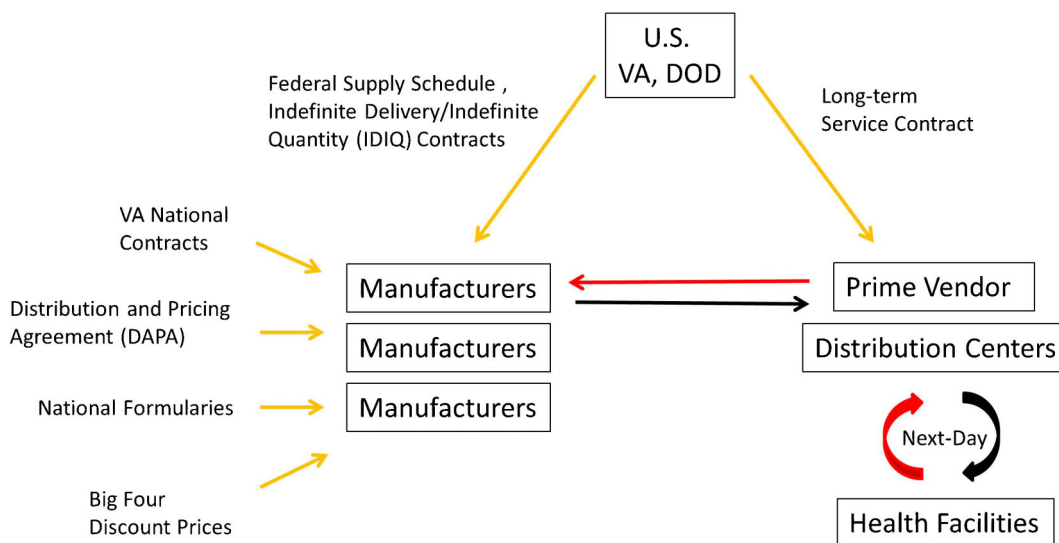 U.S.
VA, DOD
Federal Supply Schedule ,
Indefinite Delivery/Indefinite
Quantity (IDIQ) Contracts
Long-term
Service Contract
VA National
Contracts
Distribution and Pricing
Agreement (DAPA)
National Formularies
Big Four
Discount Prices
Manufacturers
Manufacturers
Manufacturers
Prime Vendor
Distribution Centers
Next-Day
Health Facilities